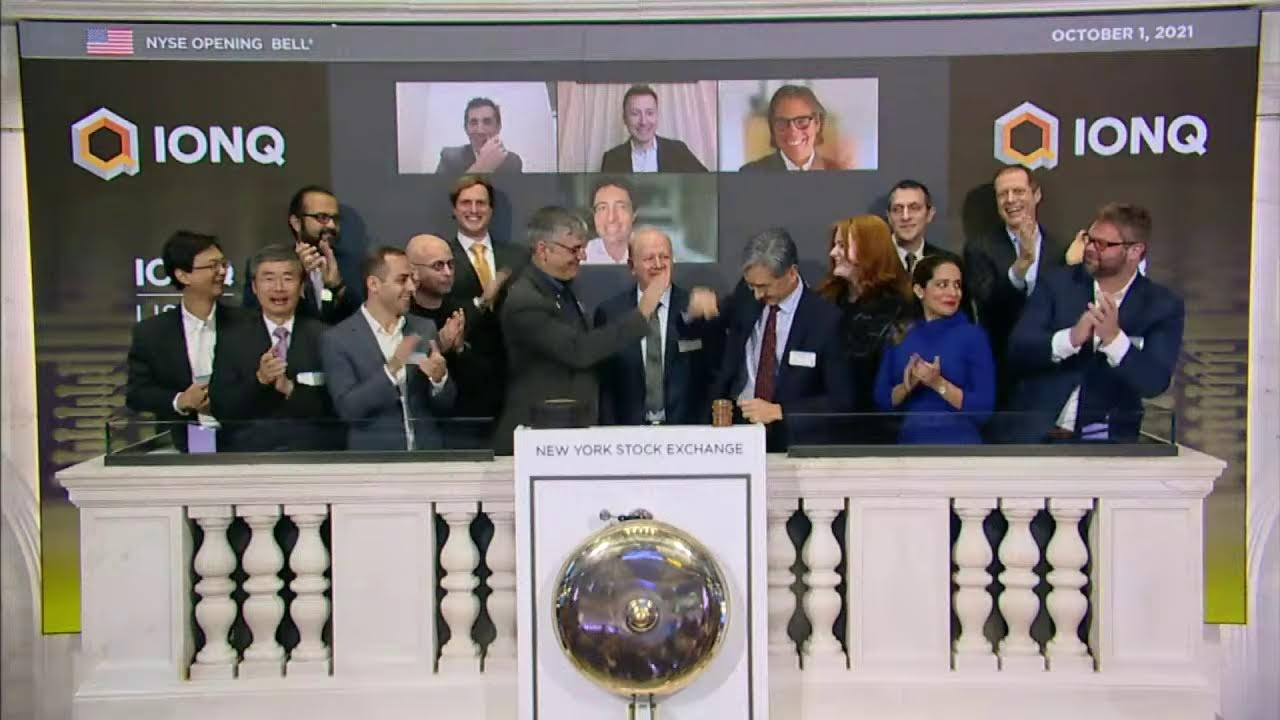 NYSE OPENING BELL®
OCTOBER 1, 2021
IONQ
IONQ
NEW YORK STOCK EXCHANGE